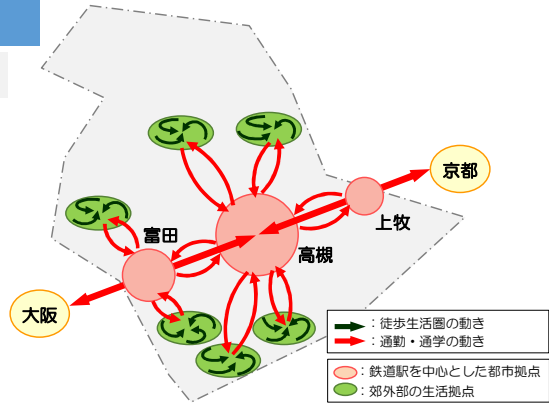 京都
上牧
富田
高槻
大阪
：徒歩生活圏の動き
：通勤・通学の動き
：鉄道駅を中心とした都市拠点
：郊外部の生活拠点